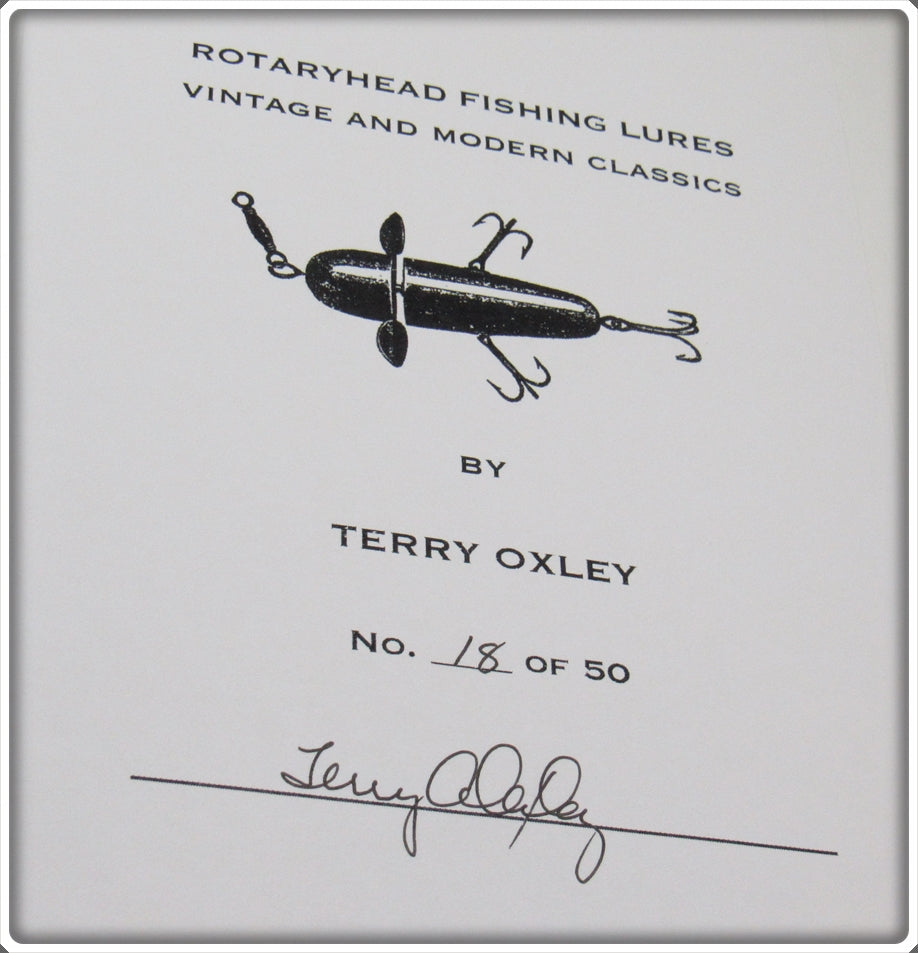 ROTARYHEAD FISHING LURES
VINTAGE AND MODERN CLASSICS
BY
TERRY OXLEY
No. 18 OF 50
Terry Oxley